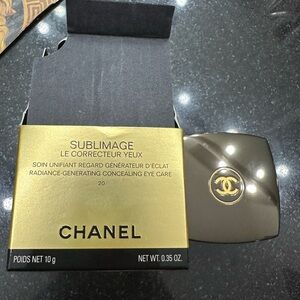 SUBLIMAGE
LE CORRECTEUR YEUX
SOIN UNIFIANT REGARD GÉNÉRATEUR D'ÉCLAT
RADIANCE-GENERATING CONCEALING EYE CARE
20
CHANEL
POIDS NET 10 g
NET WT. 0.35 OZ.